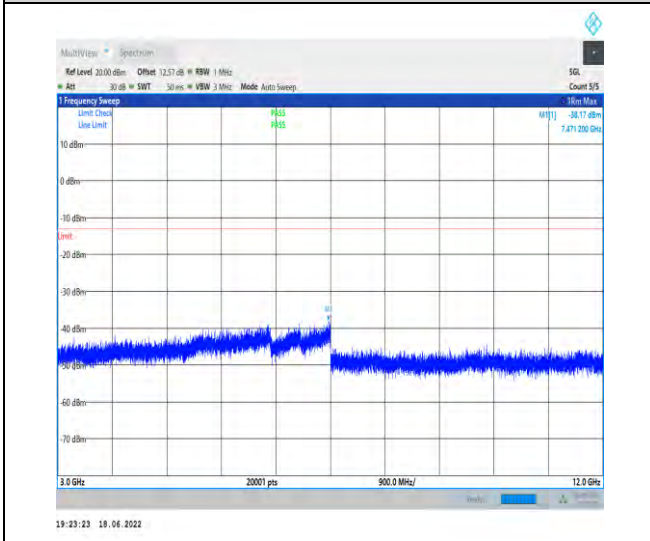 MultiView Spectrum
Ref Level 20.00 dBm Offset 12.57 dB RBW 1 MHz SGL
Att 30 dB SWT 50 ms VBW 3 MHz Mode Auto Sweep Count 5/5
1 Frequency Sweep 1Rm Max
Limit Check PASS M1[1] -38.17 dBm
Line Limit PASS 7.471 200 GHz
10 dBm
0 dBm
-10 dBm
Limit
-20 dBm
-30 dBm
M1
-40 dBm
-50 dBm
-60 dBm
-70 dBm
3.0 GHz 20001 pts 900.0 MHz/ 12.0 GHz
19:23:23 18.06.2022